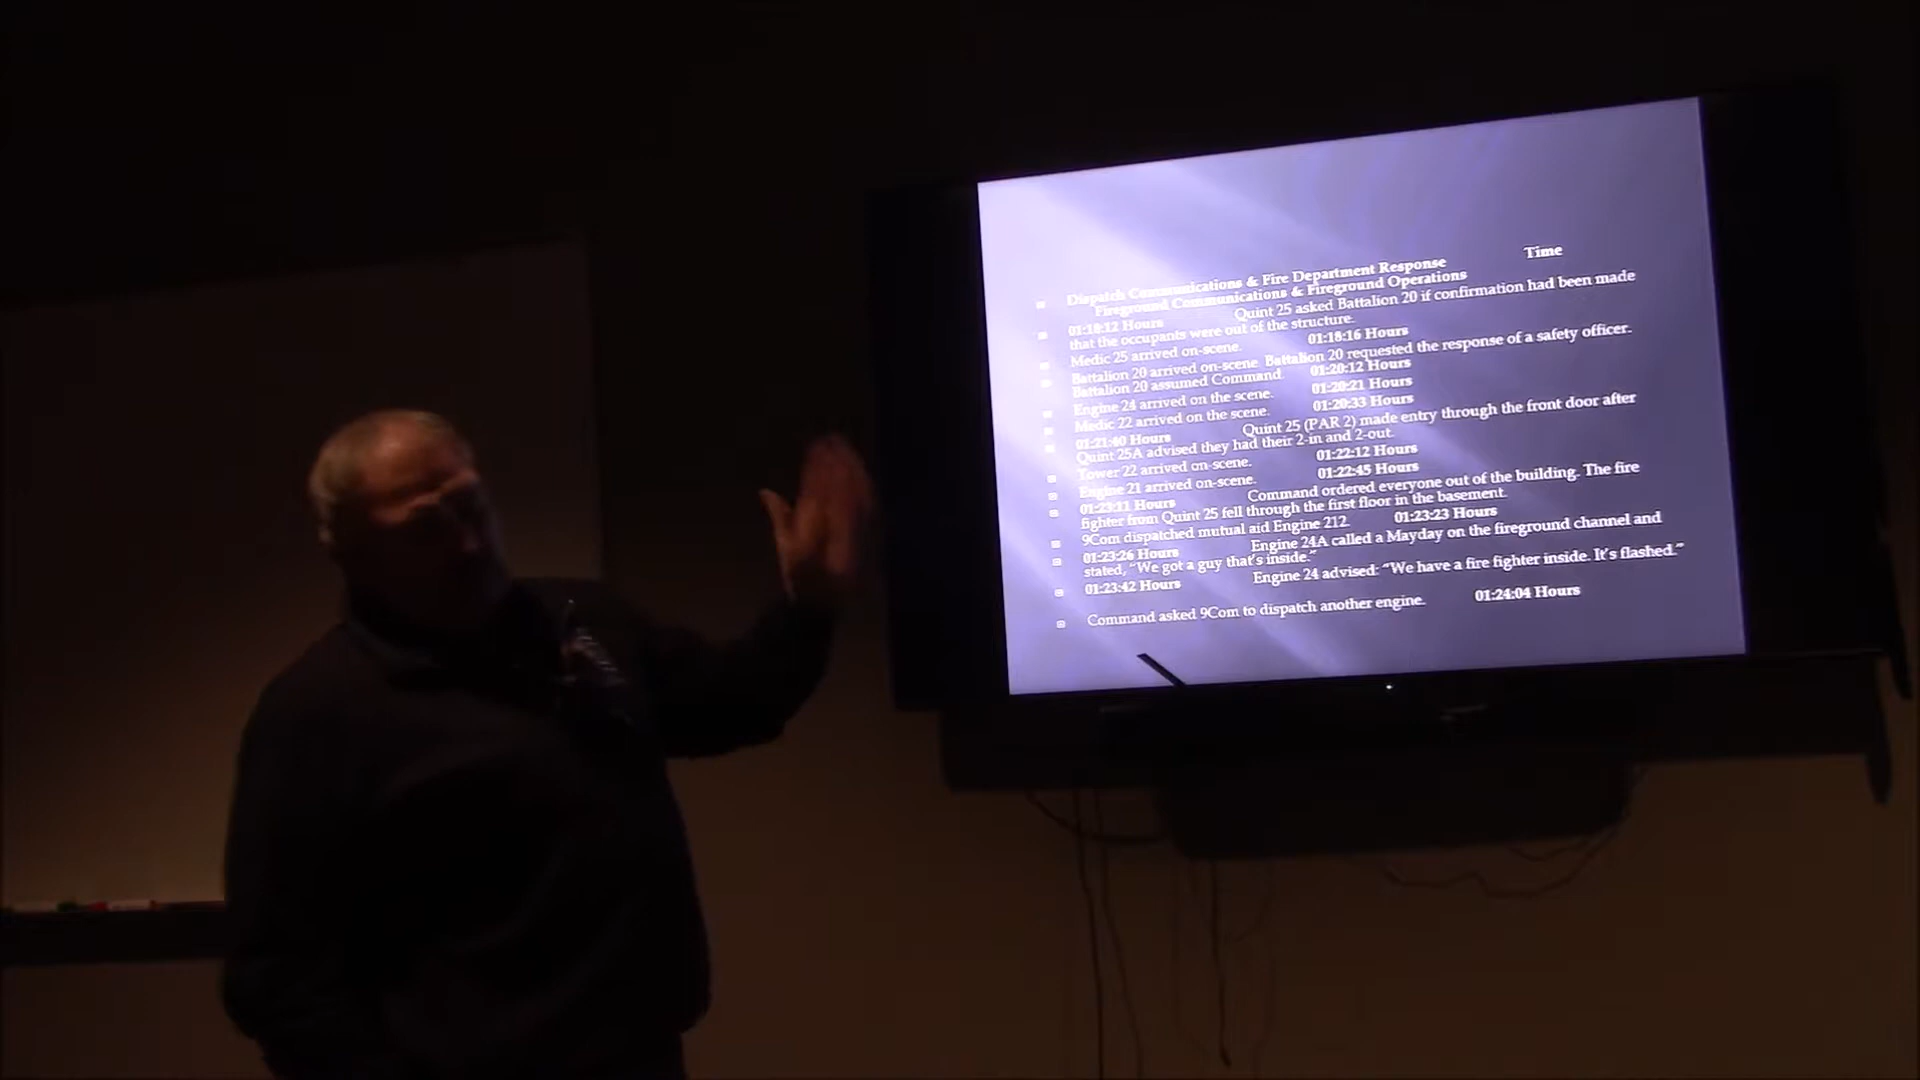 Time
Dispatch Communications & Fire Department Response
Fireground Communications & Fireground Operations
01:18:12 Hours Quint 25 asked Battalion 20 if confirmation had been made
that the occupants were out of the structure.
Medic 25 arrived on-scene. 01:18:16 Hours
Battalion 20 arrived on-scene Battalion 20 requested the response of a safety officer.
Battalion 20 assumed Command. 01:20:12 Hours
Engine 24 arrived on the scene. 01:20:21 Hours
Medic 22 arrived on the scene. 01:20:33 Hours
01:21:40 Hours Quint 25 (PAR 2) made entry through the front door after
Quint 25A advised they had their 2-in and 2-out.
Tower 22 arrived on-scene. 01:22:12 Hours
Engine 21 arrived on-scene. 01:22:45 Hours
01:23:11 Hours Command ordered everyone out of the building. The fire
fighter from Quint 25 fell through the first floor in the basement.
9Com dispatched mutual aid Engine 212 01:23:23 Hours
01:23:26 Hours Engine 24A called a Mayday on the fireground channel and
stated, “We got a guy that’s inside.”
01:23:42 Hours Engine 24 advised: “We have a fire fighter inside. It’s flashed.”
Command asked 9Com to dispatch another engine. 01:24:04 Hours